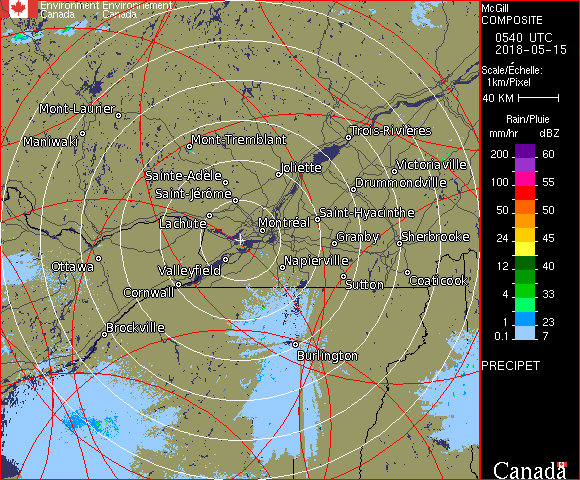 Environment Environnement
Canada Canada
McGill
COMPOSITE
0540 UTC
2018-05-15
Scale/Échelle:
1km/Pixel
40 KM
Rain/Pluie
mm/hr dBZ
200 60
150 57
100 55
50 50
24 45
12 40
4 33
1 23
0.1 7
PRECIPET
Canada
Mont-Laurier
Maniwaki
Mont-Tremblant
Trois-Rivières
Joliette
Victoriaville
Sainte-Adèle
Drummondville
Saint-Jérôme
Lachute
Saint-Hyacinthe
Montréal
Granby
Sherbrooke
Ottawa
Valleyfield
Napierville
Cornwall
Sutton
Coaticook
Brockville
Burlington